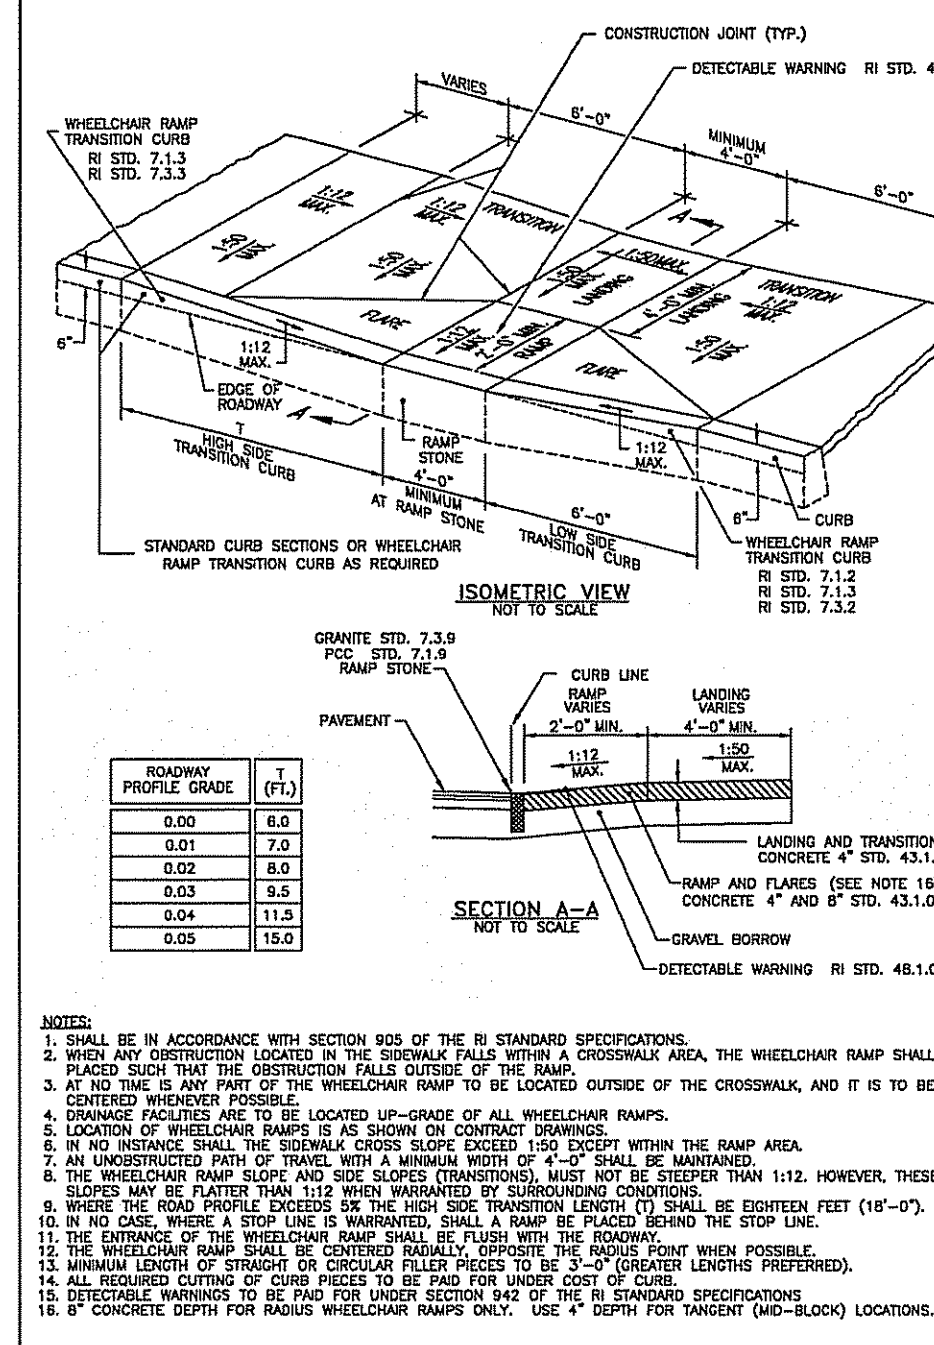 CONSTRUCTION JOINT (TYP.)
DETECTABLE WARNING RI STD. 4
VARIES
6'-0"
MINIMUM
4'-0"
6'-0"
WHEELCHAIR RAMP
TRANSITION CURB
RI STD. 7.1.3
RI STD. 7.3.3
1:12
MAX.
1:12
MAX.
TRANSITION
A
1:50
MAX.
1:50
MAX.
1:50MAX.
1:50
MAX.
LANDING
4'-0" MIN.
LANDING
TRANSITION
1:12
MAX.
1:50
MAX.
FLARE
1:12
MAX.
2'-0" MIN.
RAMP
FLARE
6"
1:12
MAX.
EDGE OF
ROADWAY
A
T
HIGH SIDE
TRANSITION CURB
RAMP
STONE
4'-0"
MINIMUM
AT RAMP STONE
1:12
MAX.
6'-0"
LOW SIDE
TRANSITION CURB
6"
CURB
WHEELCHAIR RAMP
TRANSITION CURB
RI STD. 7.1.2
RI STD. 7.1.3
RI STD. 7.3.2
STANDARD CURB SECTIONS OR WHEELCHAIR
RAMP TRANSITION CURB AS REQUIRED
ISOMETRIC VIEW
NOT TO SCALE
GRANITE STD. 7.3.9
PCC STD. 7.1.9
RAMP STONE
CURB LINE
RAMP
VARIES
2'-0" MIN.
LANDING
VARIES
4'-0" MIN.
PAVEMENT
1:12
MAX.
1:50
MAX.
LANDING AND TRANSITION
CONCRETE 4" STD. 43.1.
RAMP AND FLARES (SEE NOTE 16
CONCRETE 4" AND 8" STD. 43.1.0
GRAVEL BORROW
DETECTABLE WARNING RI STD. 48.1.0
SECTION A-A
NOT TO SCALE
ROADWAY PROFILE GRADE T (FT.)
0.00 6.0
0.01 7.0
0.02 8.0
0.03 9.5
0.04 11.5
0.05 15.0
NOTES:
1. SHALL BE IN ACCORDANCE WITH SECTION 905 OF THE RI STANDARD SPECIFICATIONS.
2. WHEN ANY OBSTRUCTION LOCATED IN THE SIDEWALK FALLS WITHIN A CROSSWALK AREA, THE WHEELCHAIR RAMP SHALL
PLACED SUCH THAT THE OBSTRUCTION FALLS OUTSIDE OF THE RAMP.
3. AT NO TIME IS ANY PART OF THE WHEELCHAIR RAMP TO BE LOCATED OUTSIDE OF THE CROSSWALK, AND IT IS TO BE
CENTERED WHENEVER POSSIBLE.
4. DRAINAGE FACILITIES ARE TO BE LOCATED UP-GRADE OF ALL WHEELCHAIR RAMPS.
5. LOCATION OF WHEELCHAIR RAMPS IS AS SHOWN ON CONTRACT DRAWINGS.
6. IN NO INSTANCE SHALL THE SIDEWALK CROSS SLOPE EXCEED 1:50 EXCEPT WITHIN THE RAMP AREA.
7. AN UNOBSTRUCTED PATH OF TRAVEL WITH A MINIMUM WIDTH OF 4'-0" SHALL BE MAINTAINED.
8. THE WHEELCHAIR RAMP SLOPE AND SIDE SLOPES (TRANSITIONS), MUST NOT BE STEEPER THAN 1:12. HOWEVER, THESE
SLOPES MAY BE FLATTER THAN 1:12 WHEN WARRANTED BY SURROUNDING CONDITIONS.
9. WHERE THE ROAD PROFILE EXCEEDS 5% THE HIGH SIDE TRANSITION LENGTH (T) SHALL BE EIGHTEEN FEET (18'-0").
10. IN NO CASE, WHERE A STOP LINE IS WARRANTED, SHALL A RAMP BE PLACED BEHIND THE STOP LINE.
11. THE ENTRANCE OF THE WHEELCHAIR RAMP SHALL BE FLUSH WITH THE ROADWAY.
12. THE WHEELCHAIR RAMP SHALL BE CENTERED RADIALLY, OPPOSITE THE RADIUS POINT WHEN POSSIBLE.
13. MINIMUM LENGTH OF STRAIGHT OR CIRCULAR FILLER PIECES TO BE 3'-0" (GREATER LENGTHS PREFERRED).
14. ALL REQUIRED CUTTING OF CURB PIECES TO BE PAID FOR UNDER COST OF CURB.
15. DETECTABLE WARNINGS TO BE PAID FOR UNDER SECTION 942 OF THE RI STANDARD SPECIFICATIONS
16. 8" CONCRETE DEPTH FOR RADIUS WHEELCHAIR RAMPS ONLY. USE 4" DEPTH FOR TANGENT (MID-BLOCK) LOCATIONS.